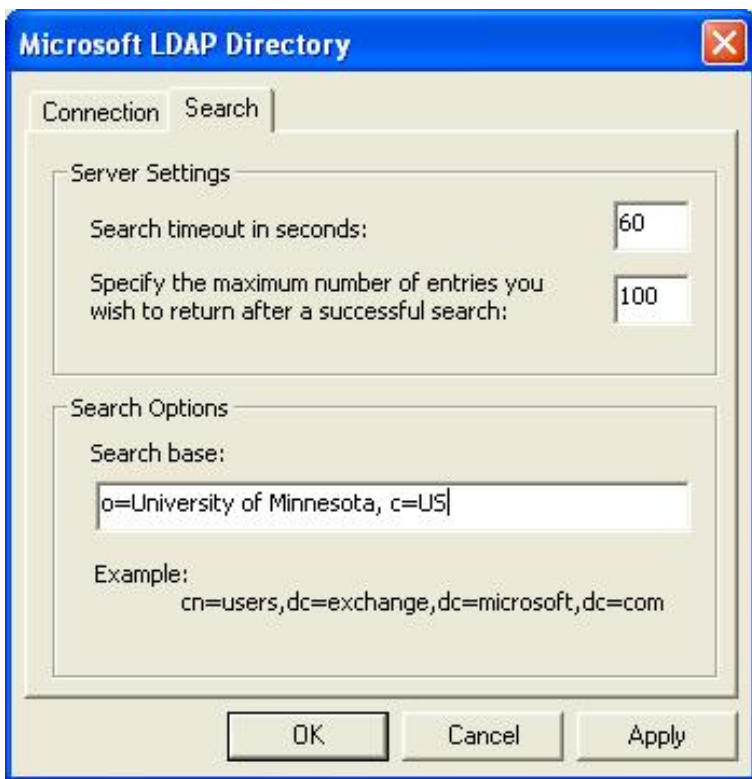 Microsoft LDAP Directory
Connection Search
Server Settings
Search timeout in seconds: 60
Specify the maximum number of entries you
wish to return after a successful search: 100
Search Options
Search base:
o=University of Minnesota, c=US
Example:
cn=users,dc=exchange,dc=microsoft,dc=com
OK Cancel Apply